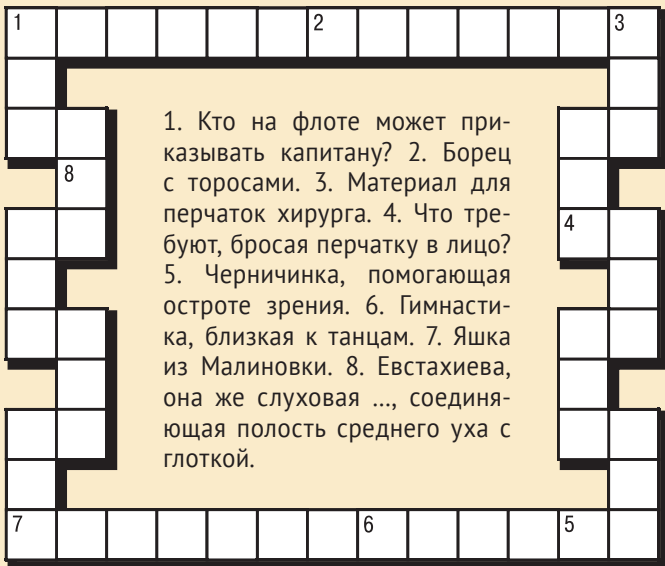 1 2 3
1. Кто на флоте может при-
казывать капитану? 2. Борец
8
с торосами. 3. Материал для
перчаток хирурга. 4. Что тре-
4
буют, бросая перчатку в лицо?
5. Черничинка, помогающая
остроте зрения. 6. Гимнасти-
ка, близкая к танцам. 7. Яшка
из Малиновки. 8. Евстахиева,
она же слуховая ..., соединя-
ющая полость среднего уха с
глоткой.
7 6 5